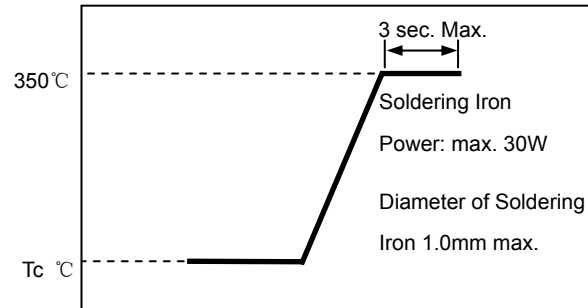 3 sec. Max.
350℃
Soldering Iron
Power: max. 30W
Diameter of Soldering
Iron 1.0mm max.
Tc ℃